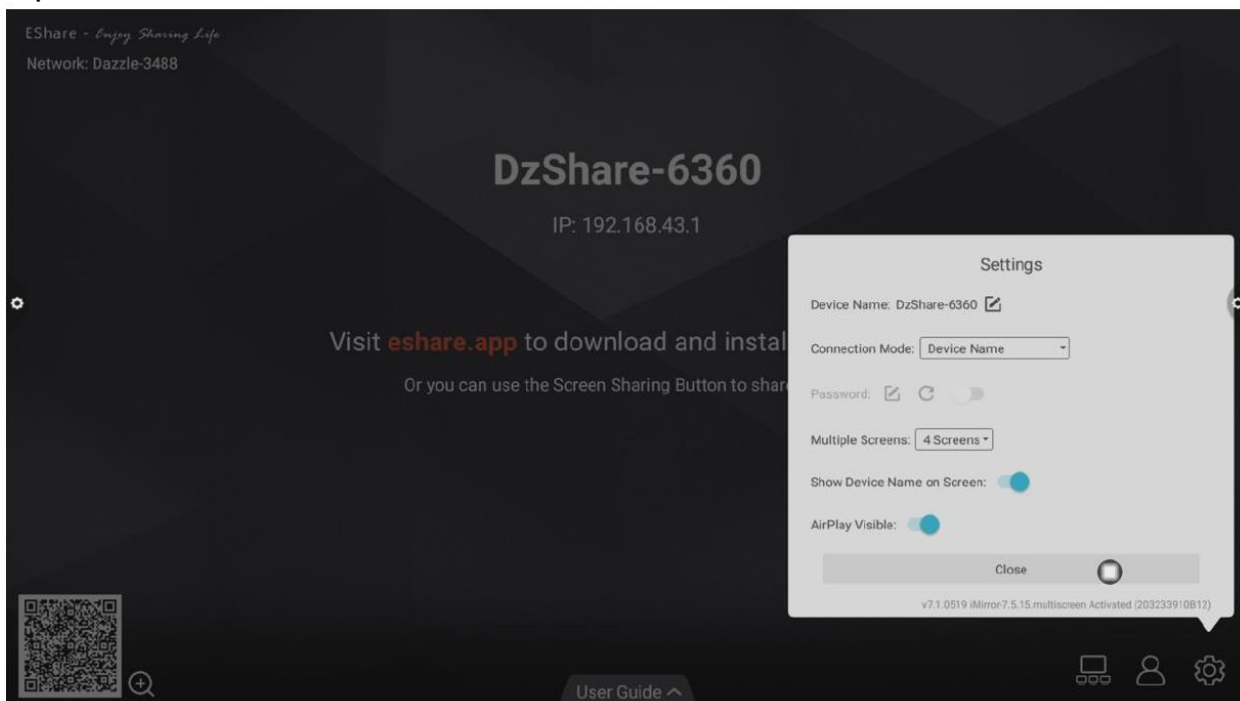 EShare - Enjoy Sharing Life
Network: Dazzle-3488
DzShare-6360
IP: 192.168.43.1
Visit eshare.app to download and instal
Or you can use the Screen Sharing Button to shar
Settings
Device Name: DzShare-6360
Connection Mode: Device Name
Password:
Multiple Screens: 4 Screens
Show Device Name on Screen:
AirPlay Visible:
Close
v7.1.0519 iMirror-7.5.15.multiscreen Activated (203233910B12)
User Guide